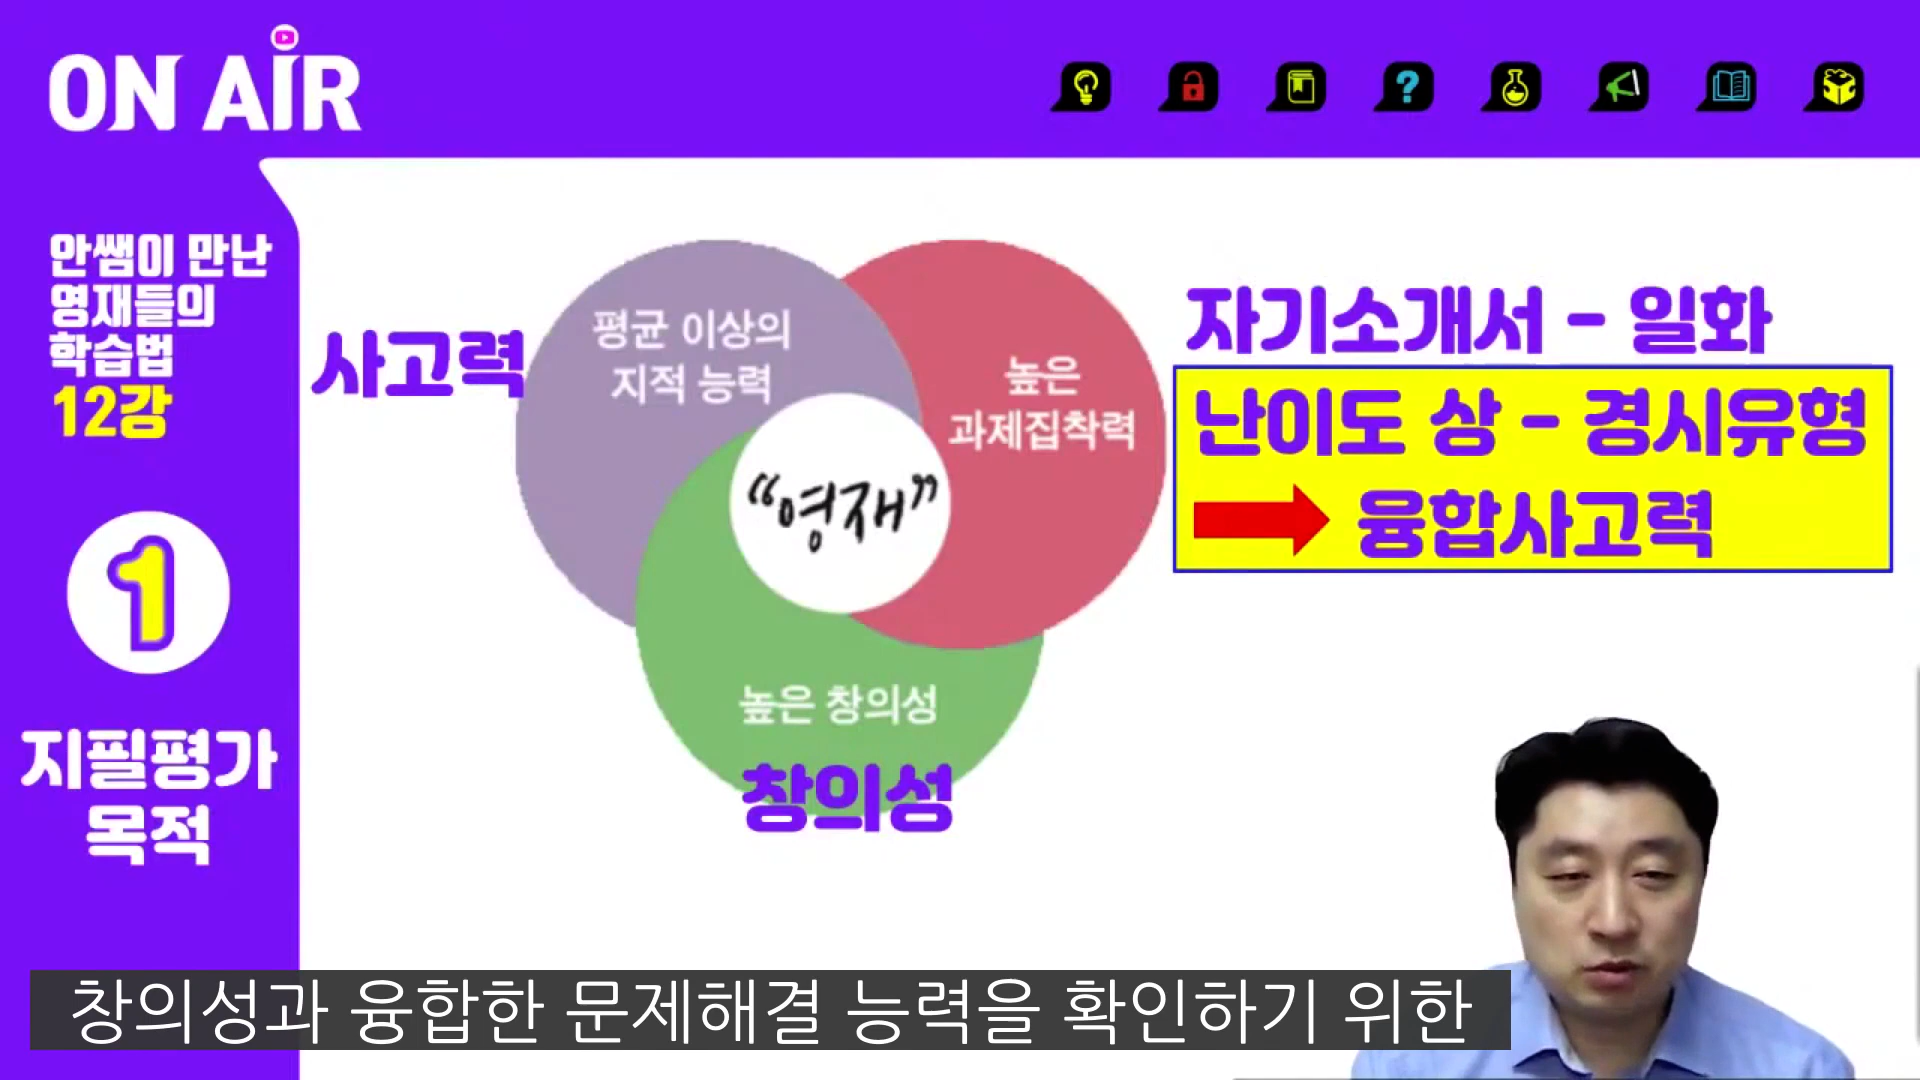 ON AIR
안쌤이 만난
영재들의
학습법
12강
1
지필평가
목적
사고력
평균 이상의
지적 능력
높은
과제집착력
“영재”
높은 창의성
창의성
자기소개서 - 일화
난이도 상 - 경시유형
융합사고력
창의성과 융합한 문제해결 능력을 확인하기 위한